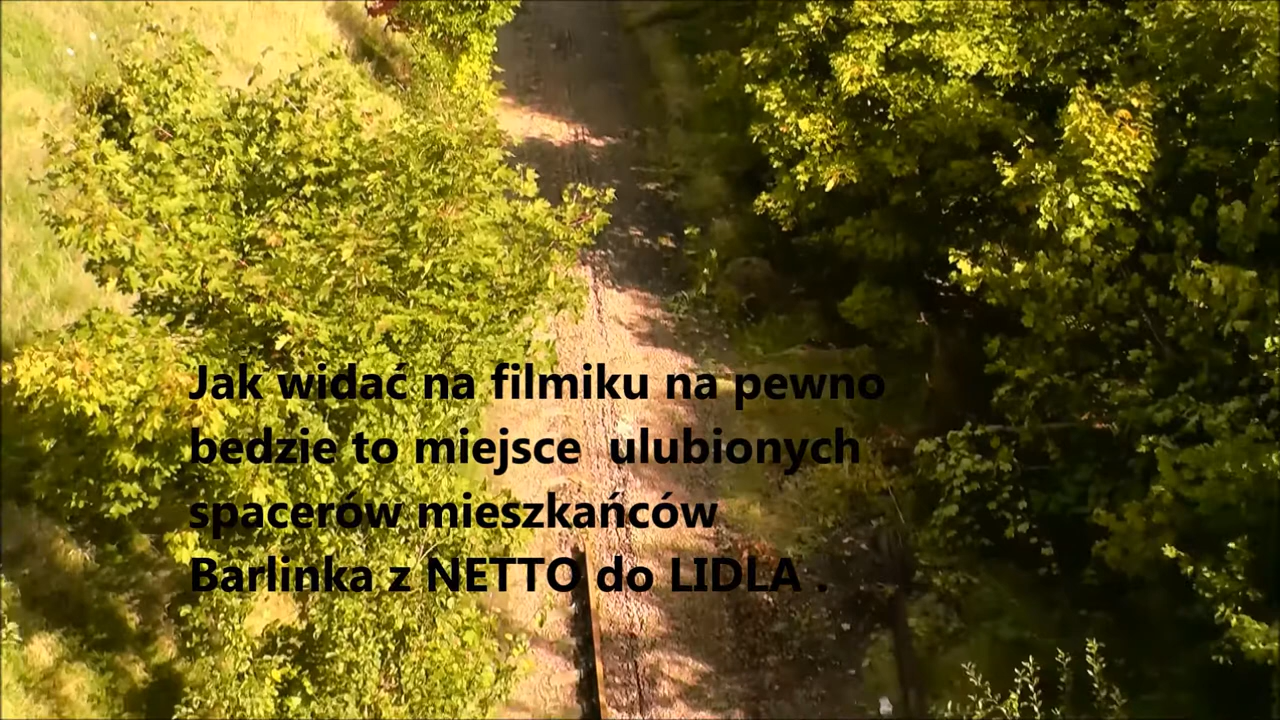 Jak widać na filmiku na pewno
bedzie to miejsce  ulubionych
spacerów mieszkańców
Barlinka z NETTO do LIDLA .